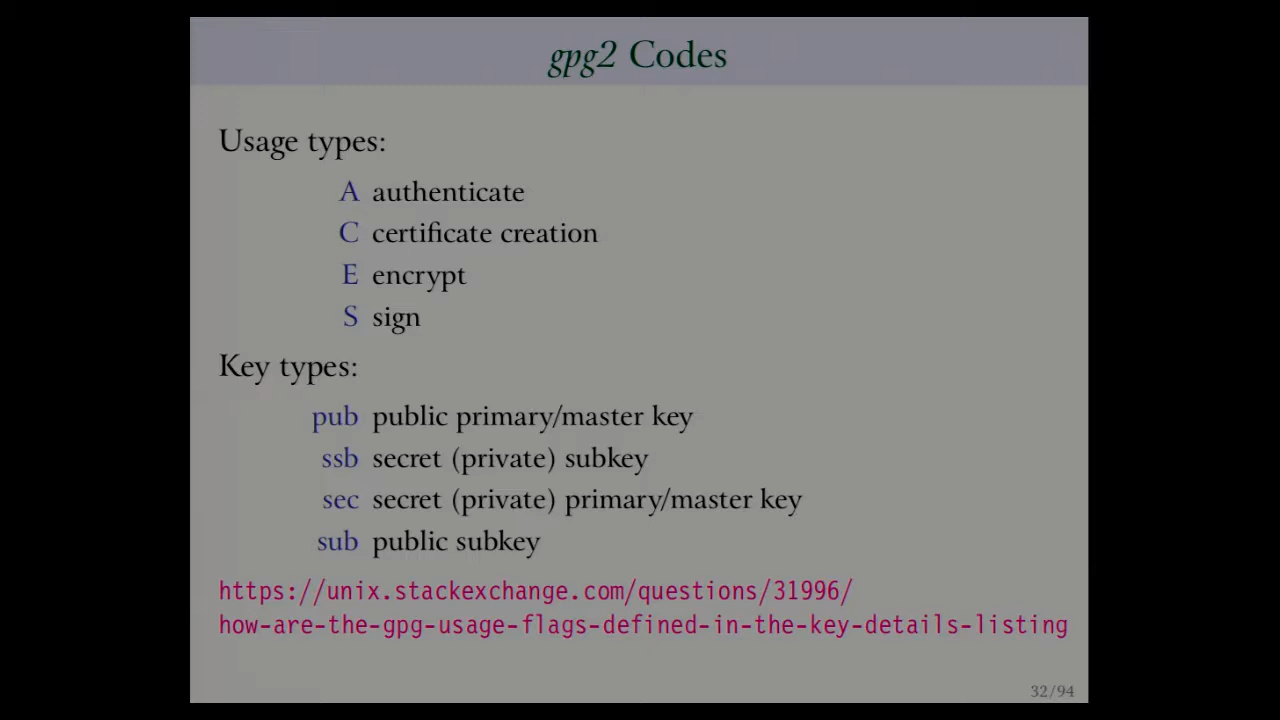 gpg2 Codes
Usage types:
A authenticate
C certificate creation
E encrypt
S sign
Key types:
pub public primary/master key
ssb secret (private) subkey
sec secret (private) primary/master key
sub public subkey
https://unix.stackexchange.com/questions/31996/
how-are-the-gpg-usage-flags-defined-in-the-key-details-listing
32/94